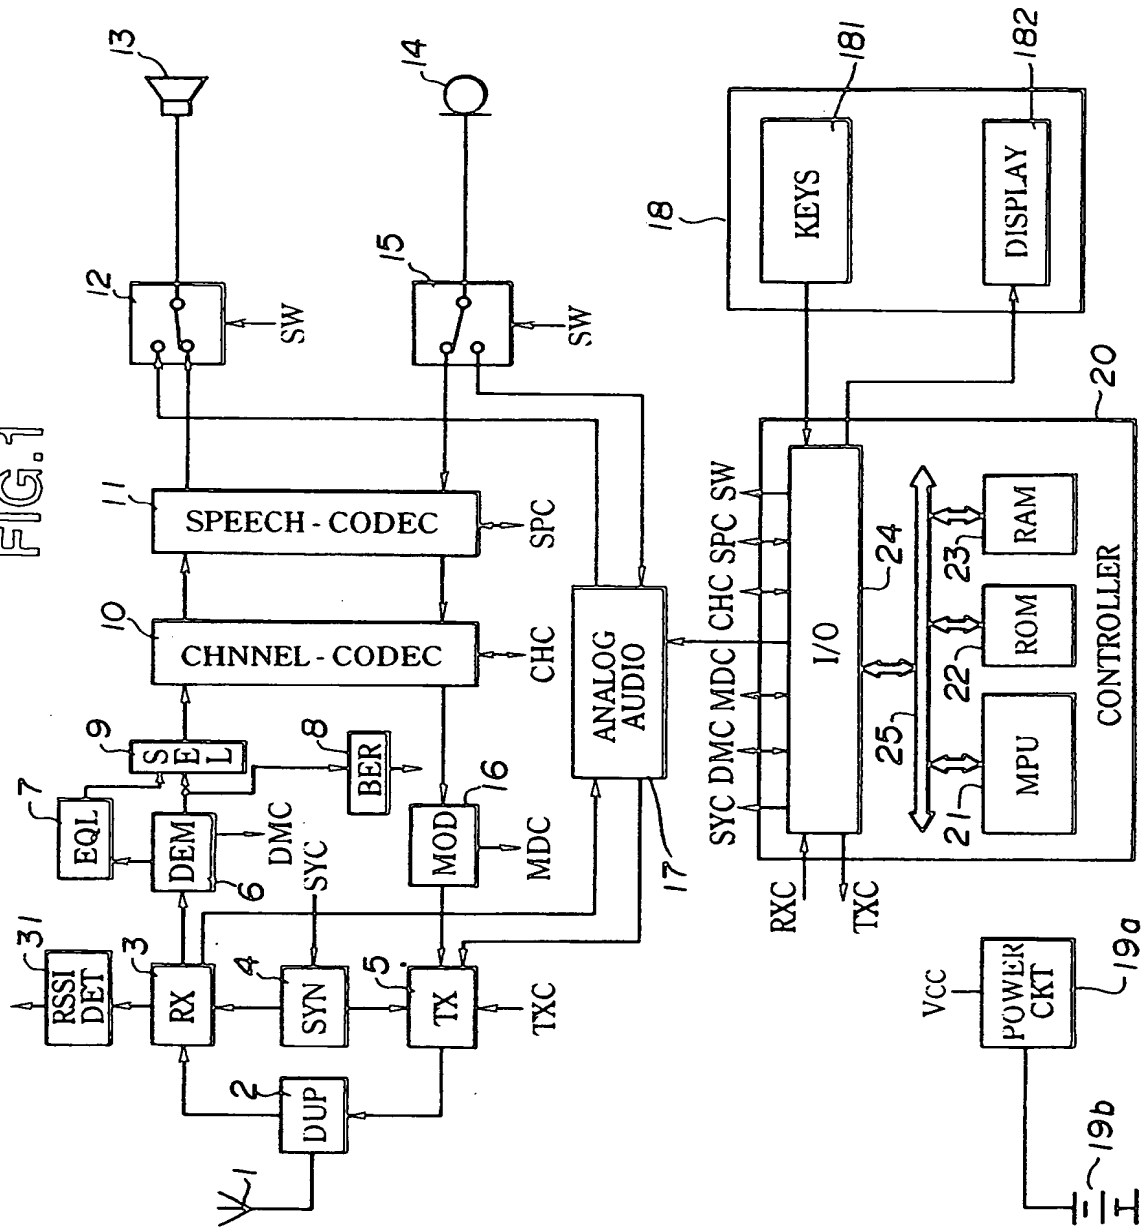 FIG.1
1
DUP
2
RSSI
DET
31
RX
3
SYN
4
TX
5
TXC
SYC
EQL
7
DEM
6
DMC
SEL
9
BER
8
MOD
16
MDC
CHNNEL-CODEC
10
CHC
SPEECH-CODEC
11
SPC
12
SW
13
15
SW
14
ANALOG
AUDIO
17
VCC
POWER
CKT
19a
19b
RXC
TXC
SYC DMC MDC CHC SPC SW
I/O
24
25
21
MPU
22
ROM
23
RAM
CONTROLLER
20
18
KEYS
181
DISPLAY
182